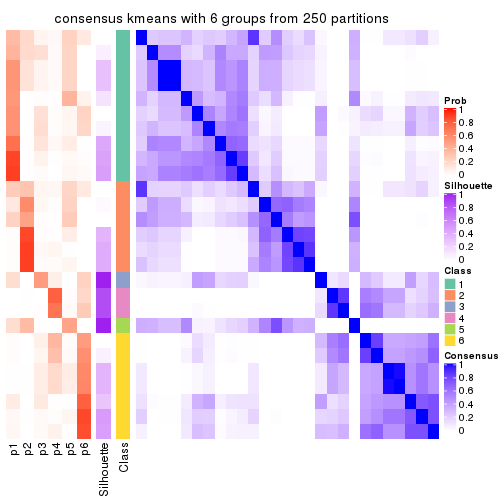 consensus kmeans with 6 groups from 250 partitions
Prob
1
0.8
0.6
0.4
0.2
0
Silhouette
1
0.8
0.6
0.4
0.2
0
Class
1
2
3
4
5
6
Consensus
1
0.8
0.6
0.4
0.2
0
p1
p2
p3
p4
p5
p6
Silhouette
Class